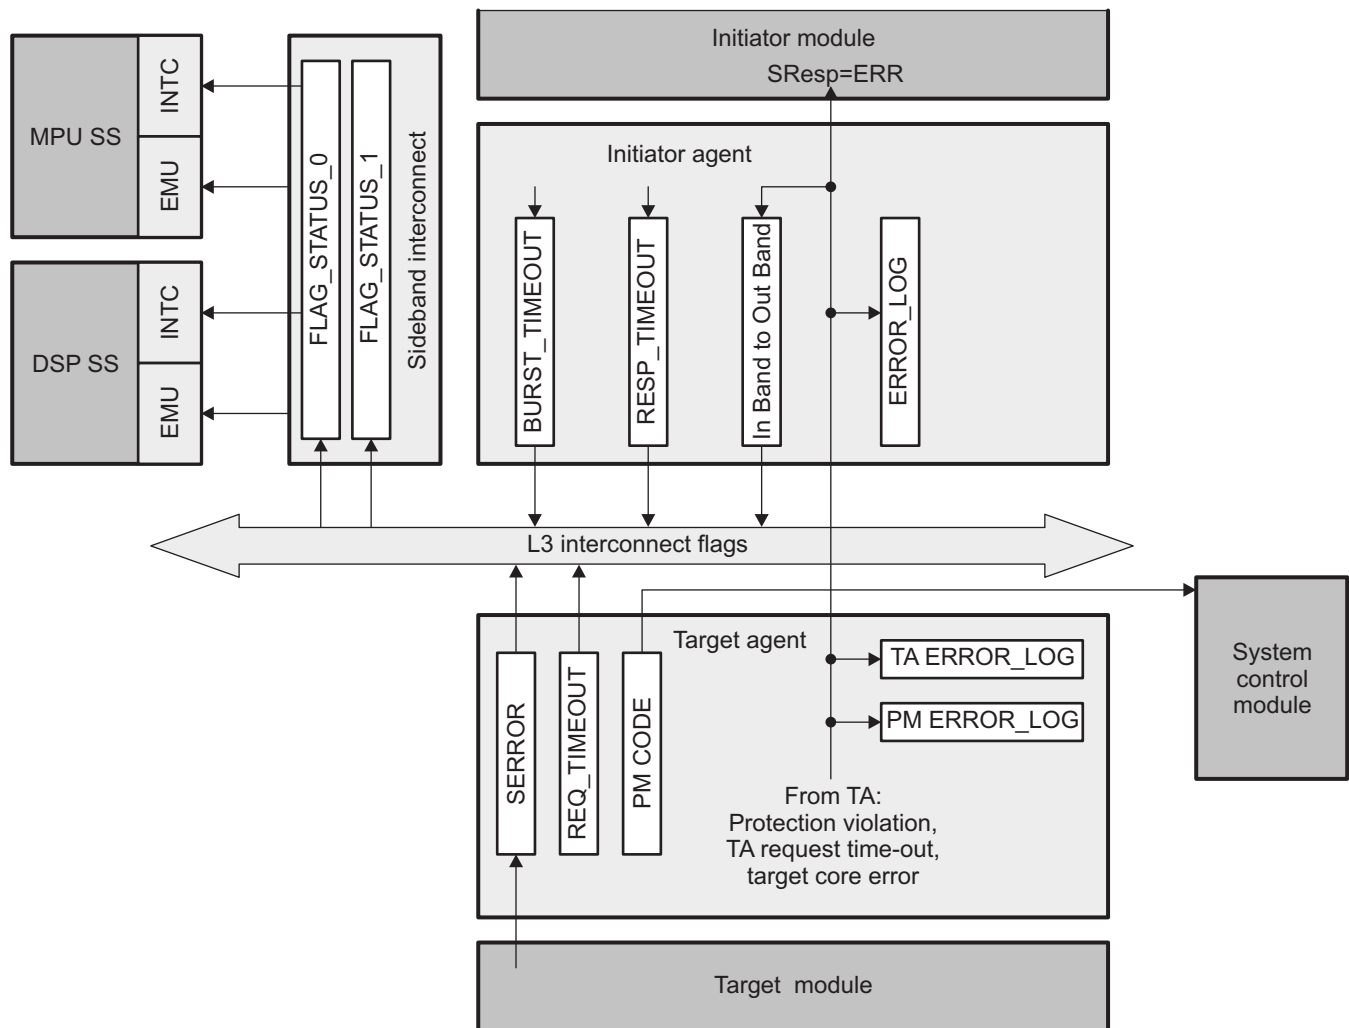 Initiator module
SResp=ERR
MPU SS
INTC
EMU
DSP SS
INTC
EMU
FLAG_STATUS_0
FLAG_STATUS_1
Sideband interconnect
Initiator agent
BURST_TIMEOUT
RESP_TIMEOUT
In Band to Out Band
ERROR_LOG
L3 interconnect flags
Target agent
SERROR
REQ_TIMEOUT
PM CODE
TA ERROR_LOG
PM ERROR_LOG
From TA:
Protection violation,
TA request time-out,
target core error
System
control
module
Target module